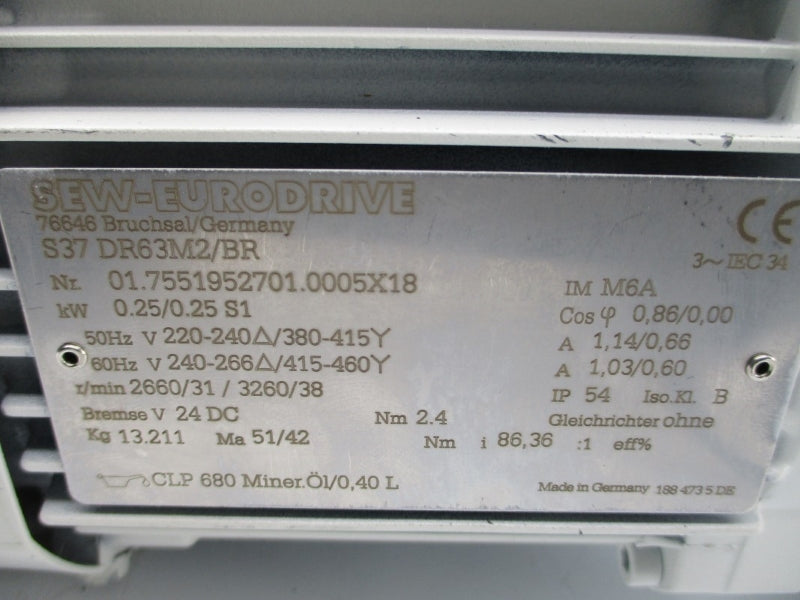 SEW-EURODRIVE
76646 Bruchsal/Germany
S37 DR63M2/BR
CE
3~ IEC 34
Nr. 01.7551952701.0005X18
IM M6A
kW 0.25/0.25 S1
Cos φ 0,86/0,00
50Hz V 220-240△/380-415Y
A 1,14/0,66
60Hz V 240-266△/415-460Y
A 1,03/0,60
r/min 2660/31 / 3260/38
IP 54 Iso.Kl. B
Bremse V 24 DC
Nm 2.4
Gleichrichter ohne
Kg 13.211 Ma 51/42 Nm i 86,36 :1 eff%
CLP 680 Miner.Öl/0,40 L
Made in Germany 188 473 5 DE